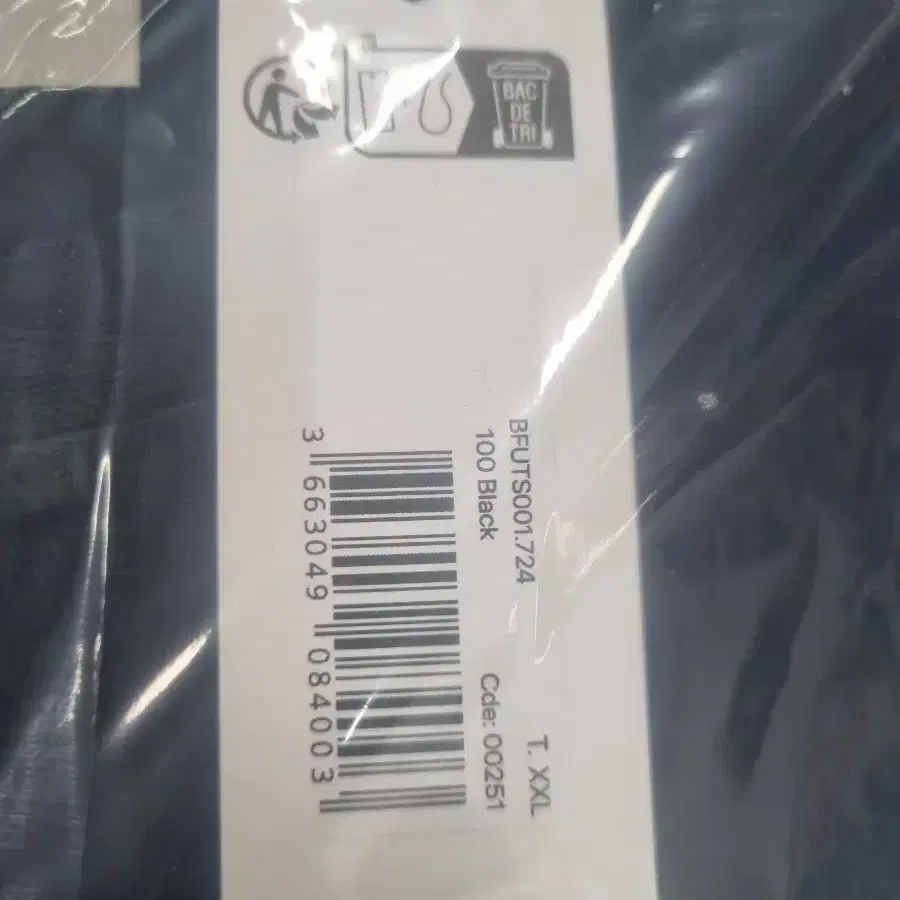 BAC
DE
TRI
BFUTS001.724
T. XXL
100 Black
Cde: 00251
3 663049 084003